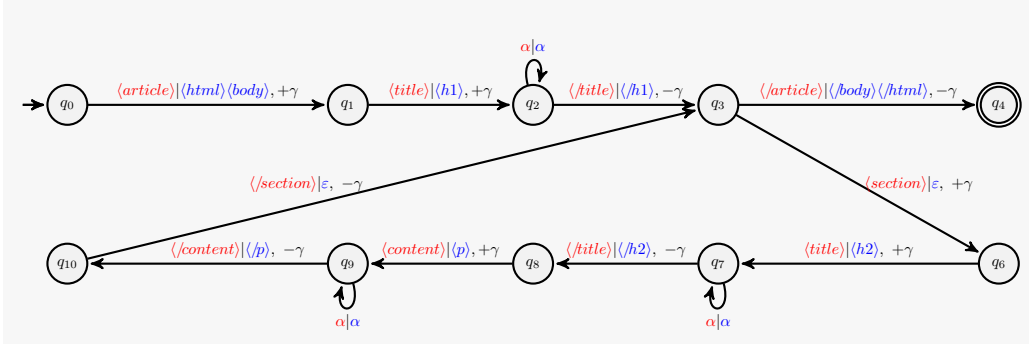 α|α
⟨article⟩|⟨html⟩⟨body⟩, +γ ⟨title⟩|⟨h1⟩, +γ ⟨/title⟩|⟨/h1⟩, −γ ⟨/article⟩|⟨/body⟩⟨/html⟩, −γ
q0 q1 q2 q3 q4
⟨/section⟩|ε, −γ ⟨section⟩|ε, +γ
⟨/content⟩|⟨/p⟩, −γ ⟨content⟩|⟨p⟩, +γ ⟨/title⟩|⟨/h2⟩, −γ ⟨title⟩|⟨h2⟩, +γ
q10 q9 q8 q7 q6
α|α α|α